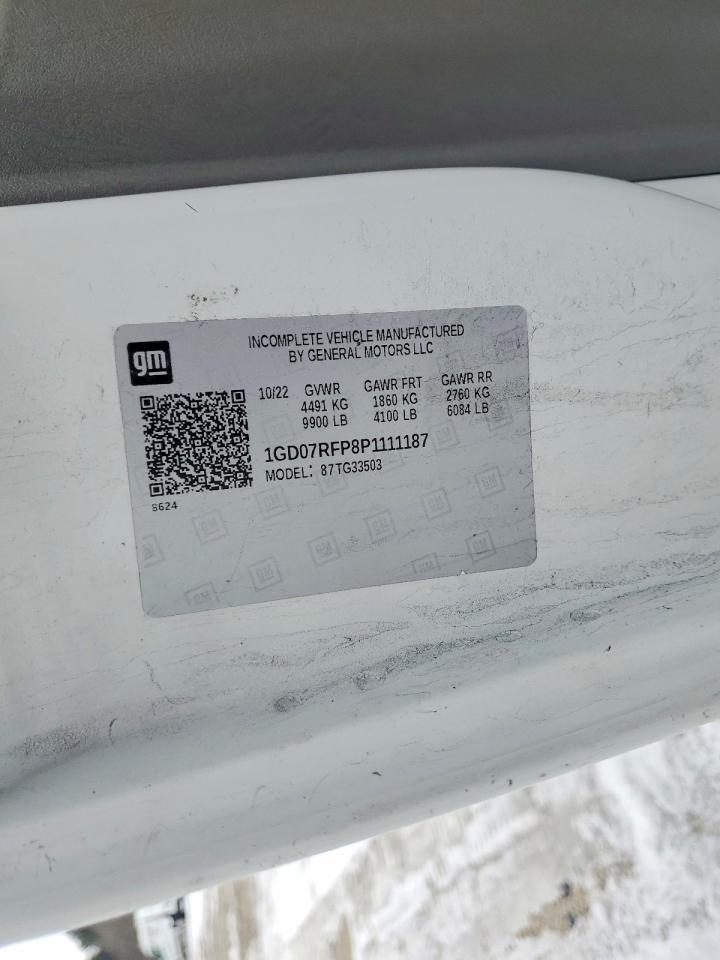 INCOMPLETE VEHICLE MANUFACTURED
BY GENERAL MOTORS LLC
gm
10/22 GVWR GAWR FRT GAWR RR
4491 KG 1860 KG 2760 KG
9900 LB 4100 LB 6084 LB
1GD07RFP8P1111187
MODEL: 87TG33503
8624